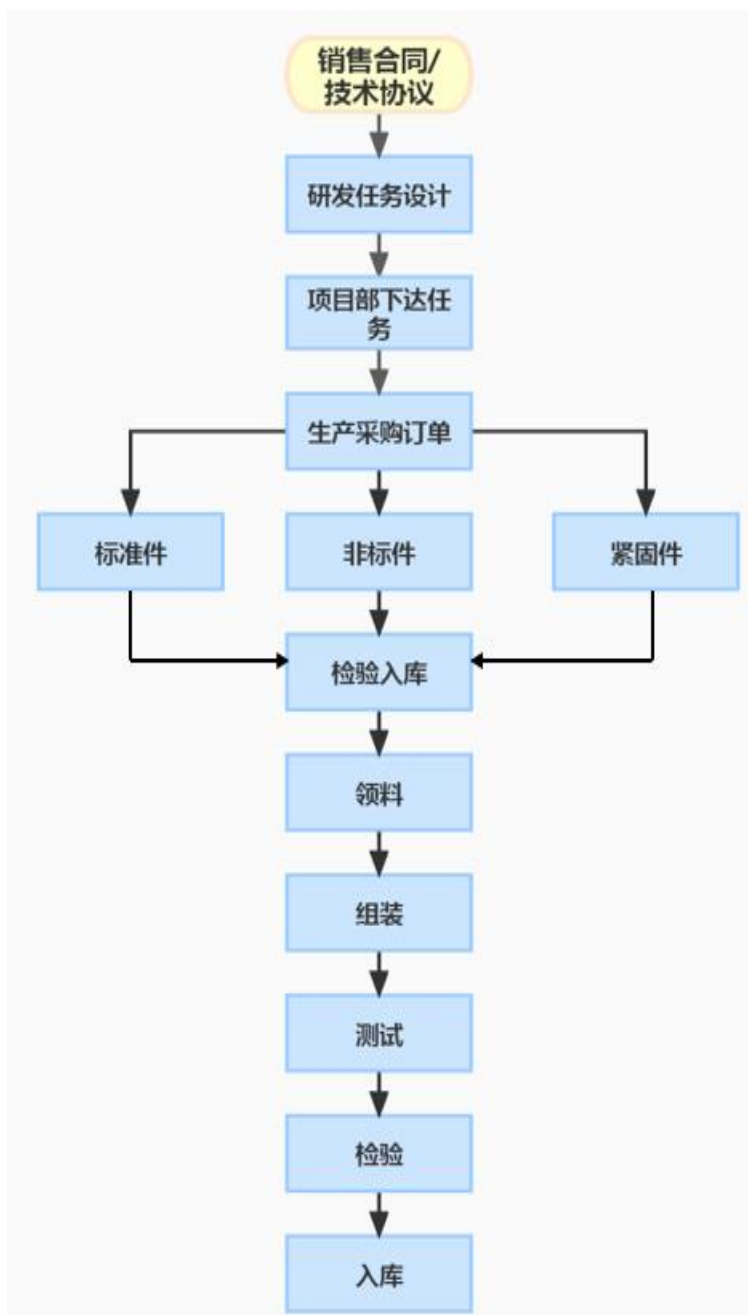 销售合同/
技术协议
研发任务设计
项目部下达任
务
生产采购订单
标准件
非标件
紧固件
检验入库
领料
组装
测试
检验
入库